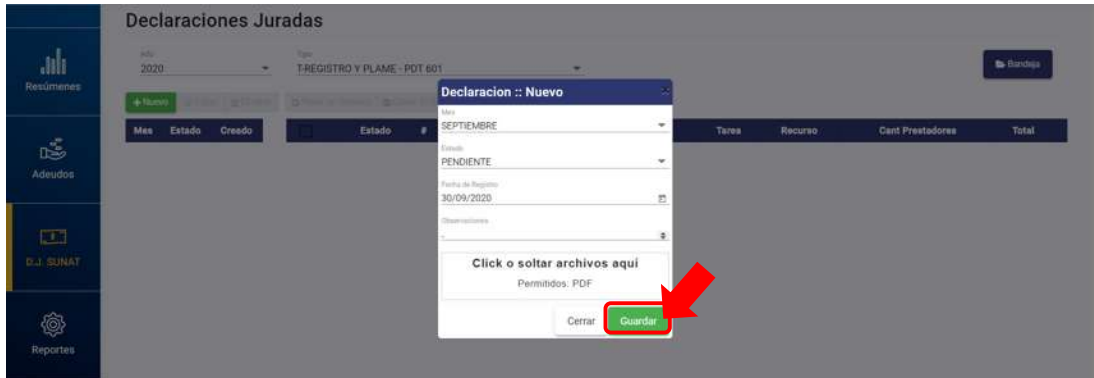 Declaraciones Juradas
Resúmenes
Año
2020
Tipo
T-REGISTRO Y PLAME - PDT 601
Bandeja
+ Nuevo
Mes Estado Creado
Estado # Tarea Recurso Cant Prestadores Total
Declaracion :: Nuevo
Mes
SEPTIEMBRE
Estado
PENDIENTE
Fecha de Registro
30/09/2020
Observaciones
-
Click o soltar archivos aquí
Permitidos: PDF
Cerrar Guardar
Adeudos
D.J. SUNAT
Reportes